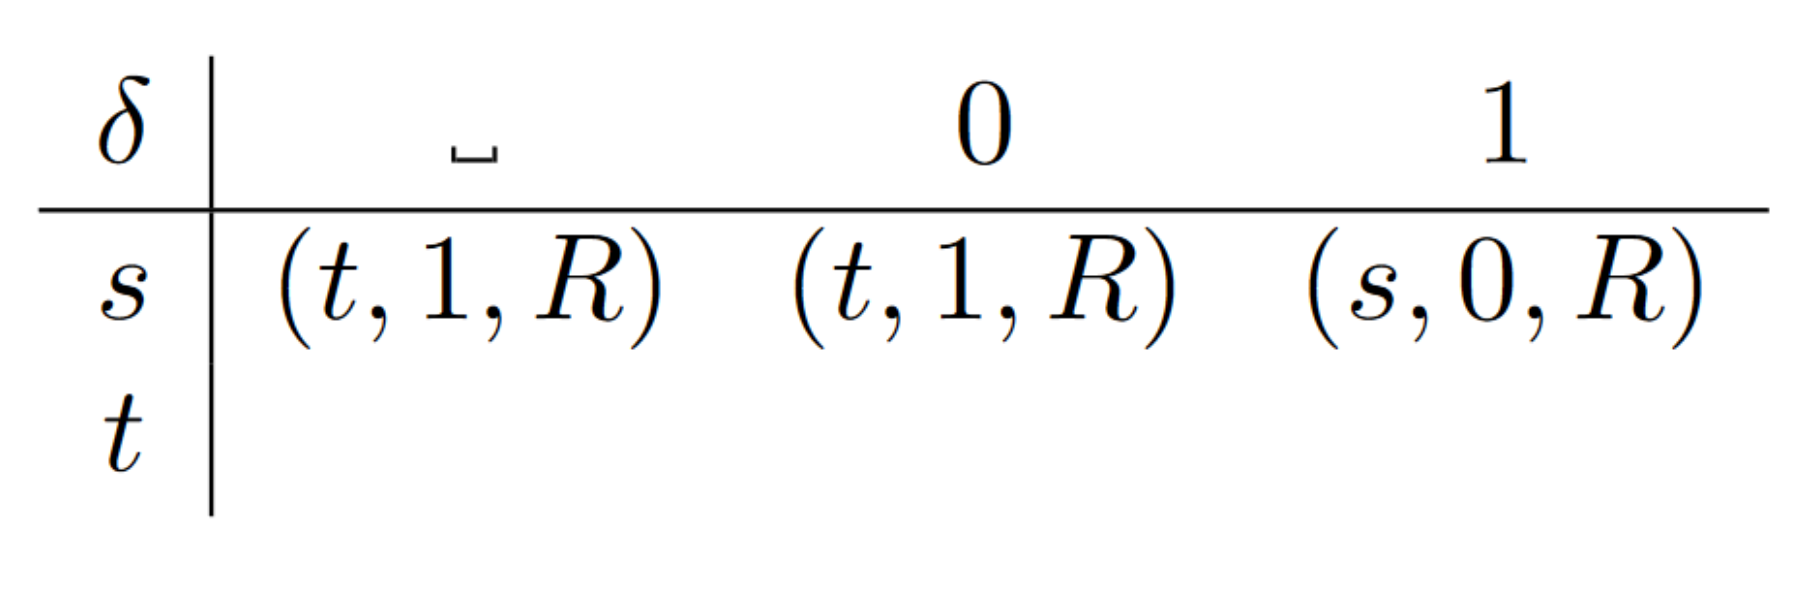 δ ␣ 0 1
s (t, 1, R) (t, 1, R) (s, 0, R)
t